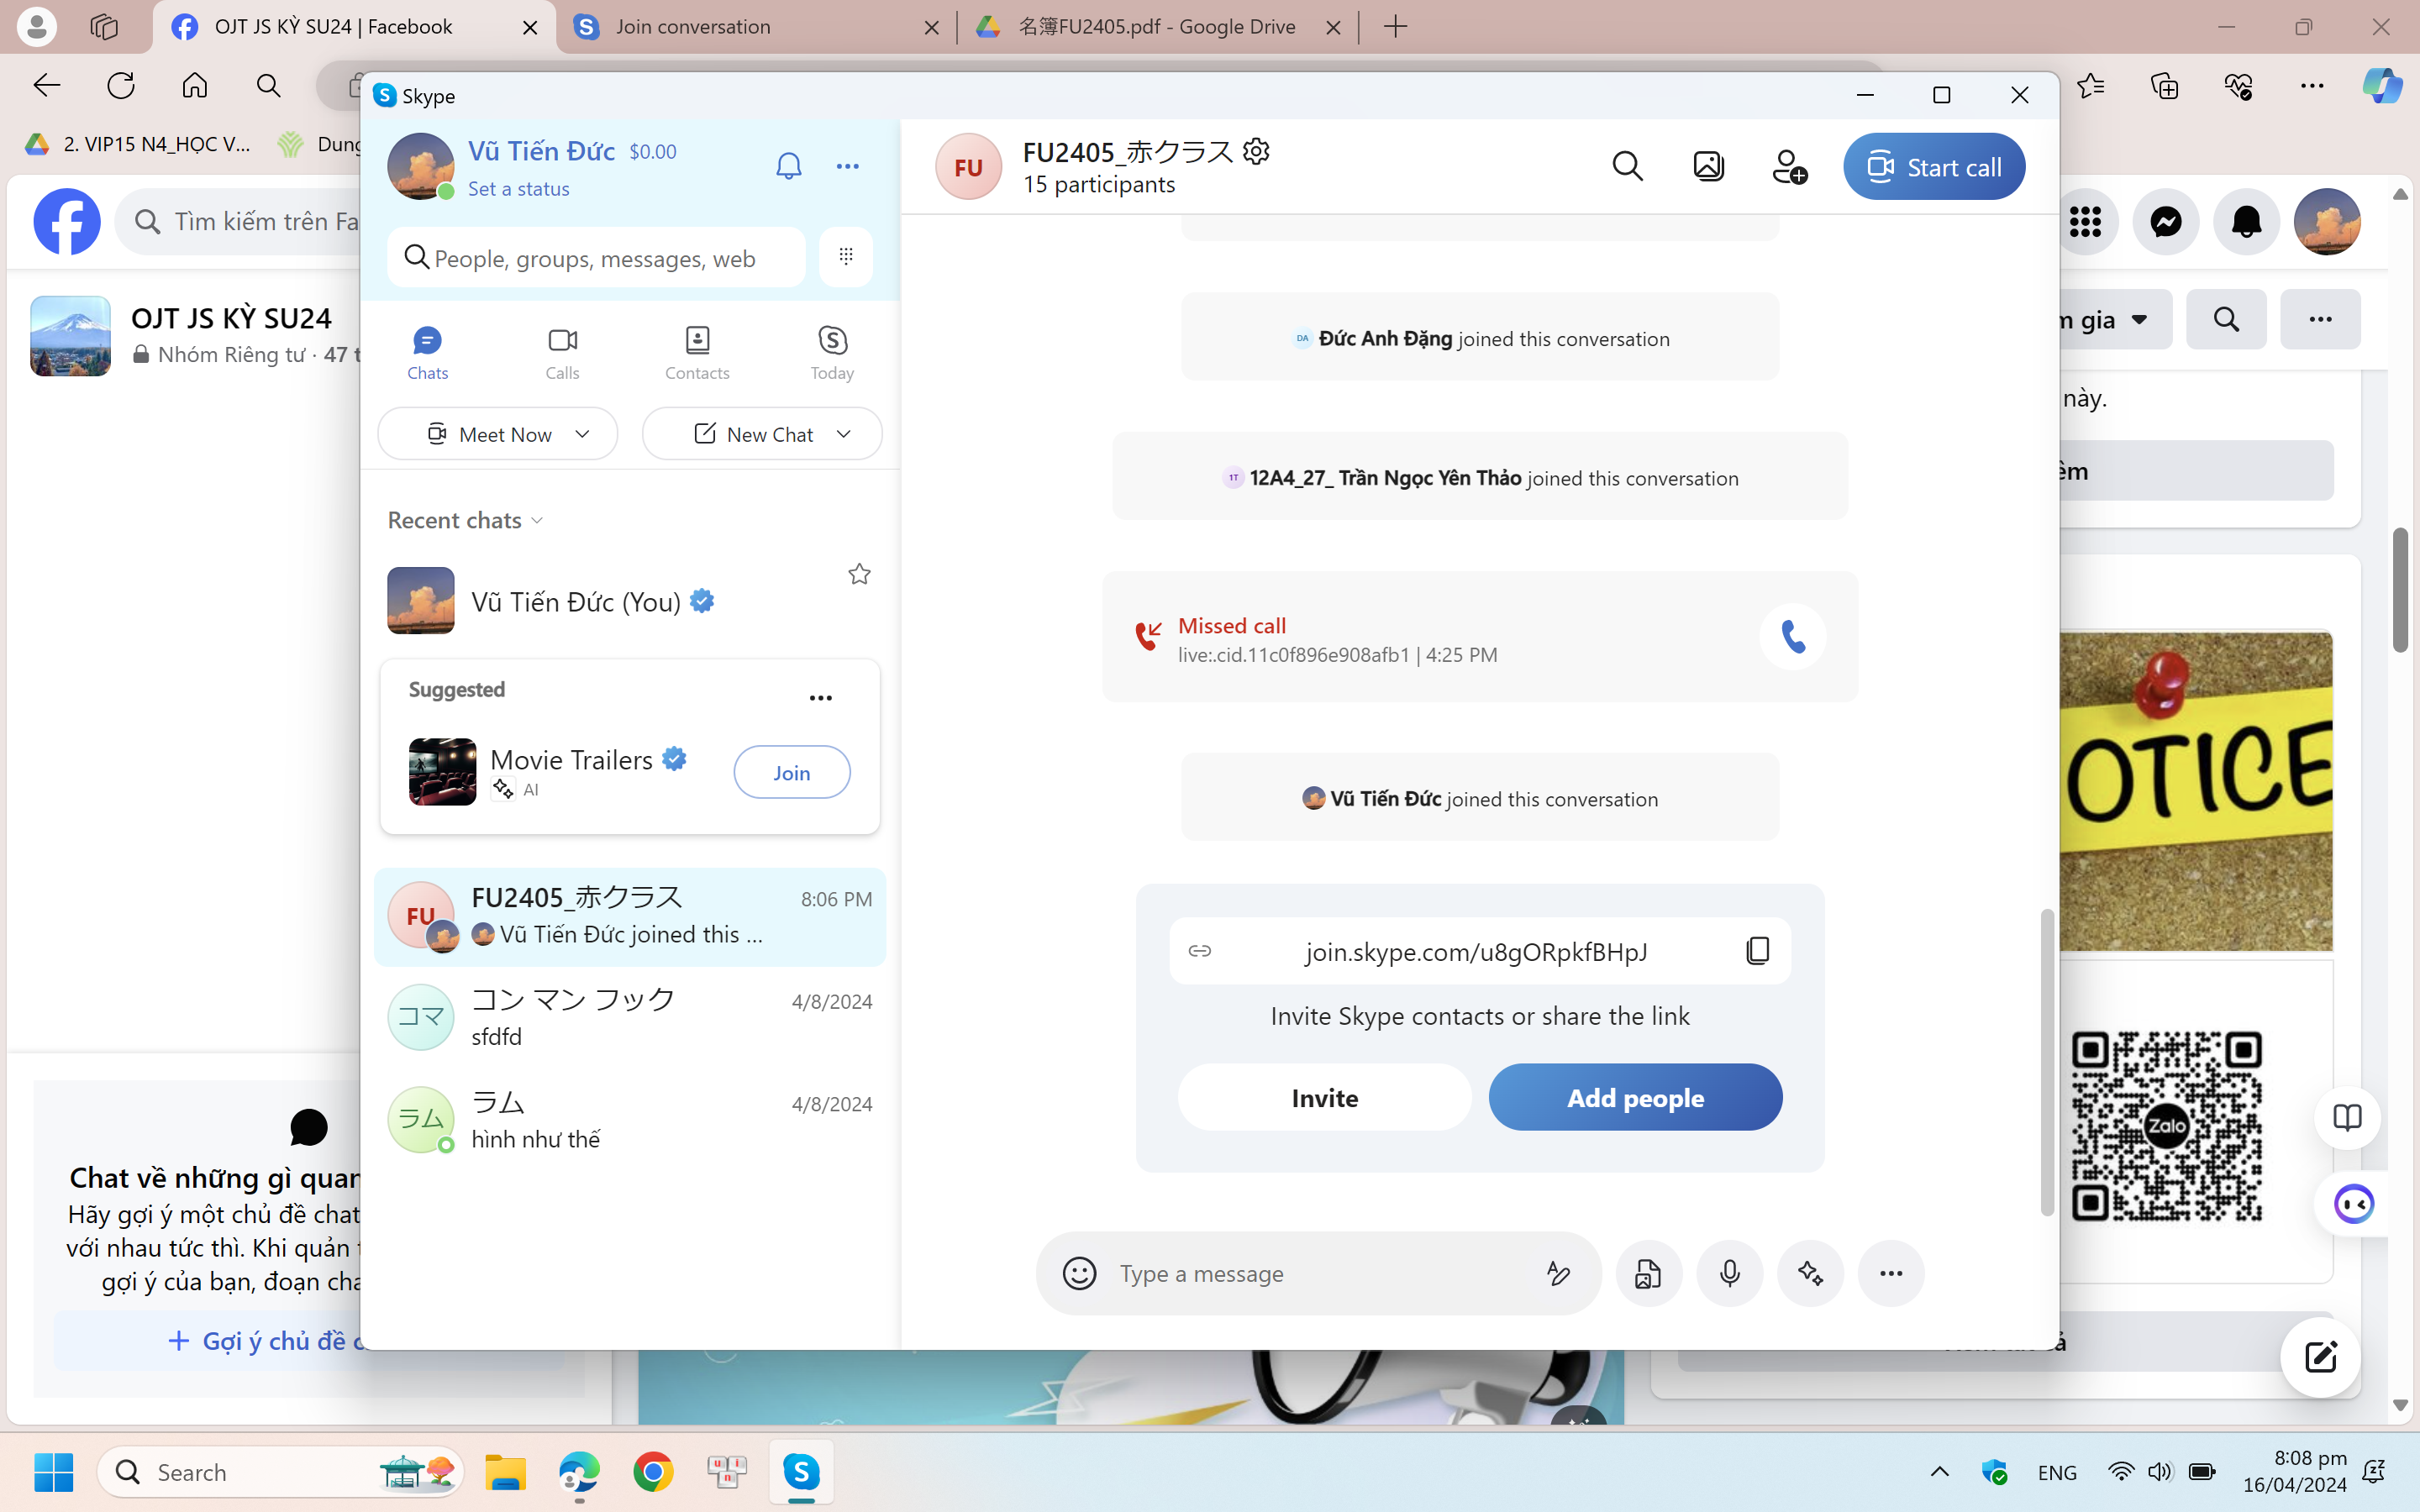 OJT JS KỲ SU24 | Facebook
Join conversation
名簿FU2405.pdf - Google Drive
2. VIP15 N4_HỌC V...
Dung
Tìm kiếm trên Fa
OJT JS KỲ SU24
Nhóm Riêng tư · 47 t
Chat về những gì quan
Hãy gợi ý một chủ đề chat
với nhau tức thì. Khi quản t
gợi ý của bạn, đoạn cha
Gợi ý chủ đề c
Skype
Vũ Tiến Đức $0.00
Set a status
People, groups, messages, web
Chats
Calls
Contacts
Today
Meet Now
New Chat
Recent chats
Vũ Tiến Đức (You)
Suggested
Movie Trailers
AI
Join
FU
FU2405_赤クラス
8:06 PM
Vũ Tiến Đức joined this ...
コマ
コン マン フック
4/8/2024
sfdfd
ラム
ラム
4/8/2024
hình như thế
FU
FU2405_赤クラス
15 participants
Start call
DA Đức Anh Đặng joined this conversation
1T 12A4_27_ Trần Ngọc Yên Thảo joined this conversation
Missed call
live:.cid.11c0f896e908afb1 | 4:25 PM
Vũ Tiến Đức joined this conversation
join.skype.com/u8gORpkfBHpJ
Invite Skype contacts or share the link
Invite
Add people
Type a message
m gia
này.
êm
OTICE
Zalo
Search
ENG
8:08 pm
16/04/2024